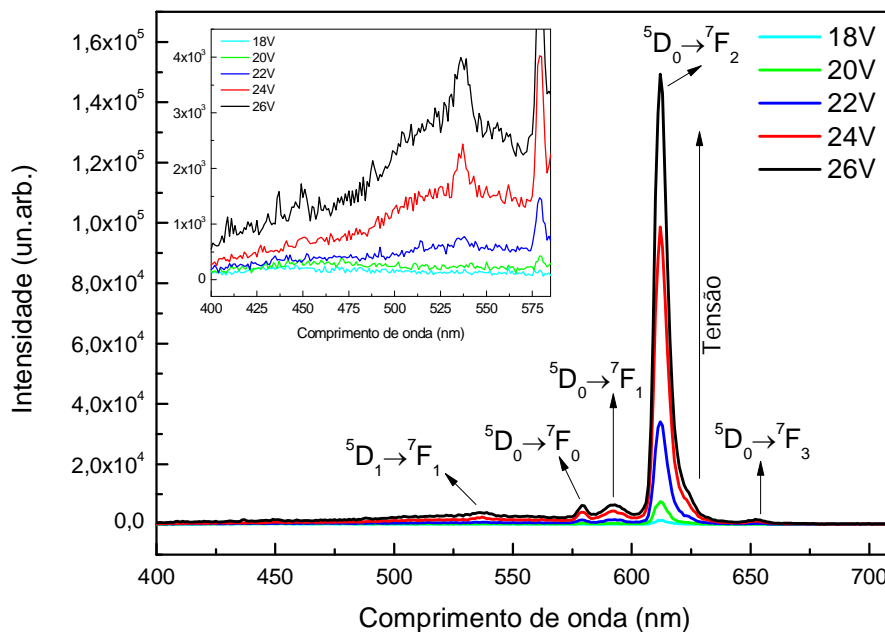 Intensidade (un.arb.)
1,6x10⁵
1,4x10⁵
1,2x10⁵
1,0x10⁵
8,0x10⁴
6,0x10⁴
4,0x10⁴
2,0x10⁴
0,0
400 450 500 550 600 650 700
Comprimento de onda (nm)
18V
20V
22V
24V
26V
4x10³
3x10³
2x10³
1x10³
0
400 425 450 475 500 525 550 575
Comprimento de onda (nm)
⁵D₀→⁷F₂
18V
20V
22V
24V
26V
Tensão
⁵D₀→⁷F₁
⁵D₁→⁷F₁
⁵D₀→⁷F₀
⁵D₀→⁷F₃